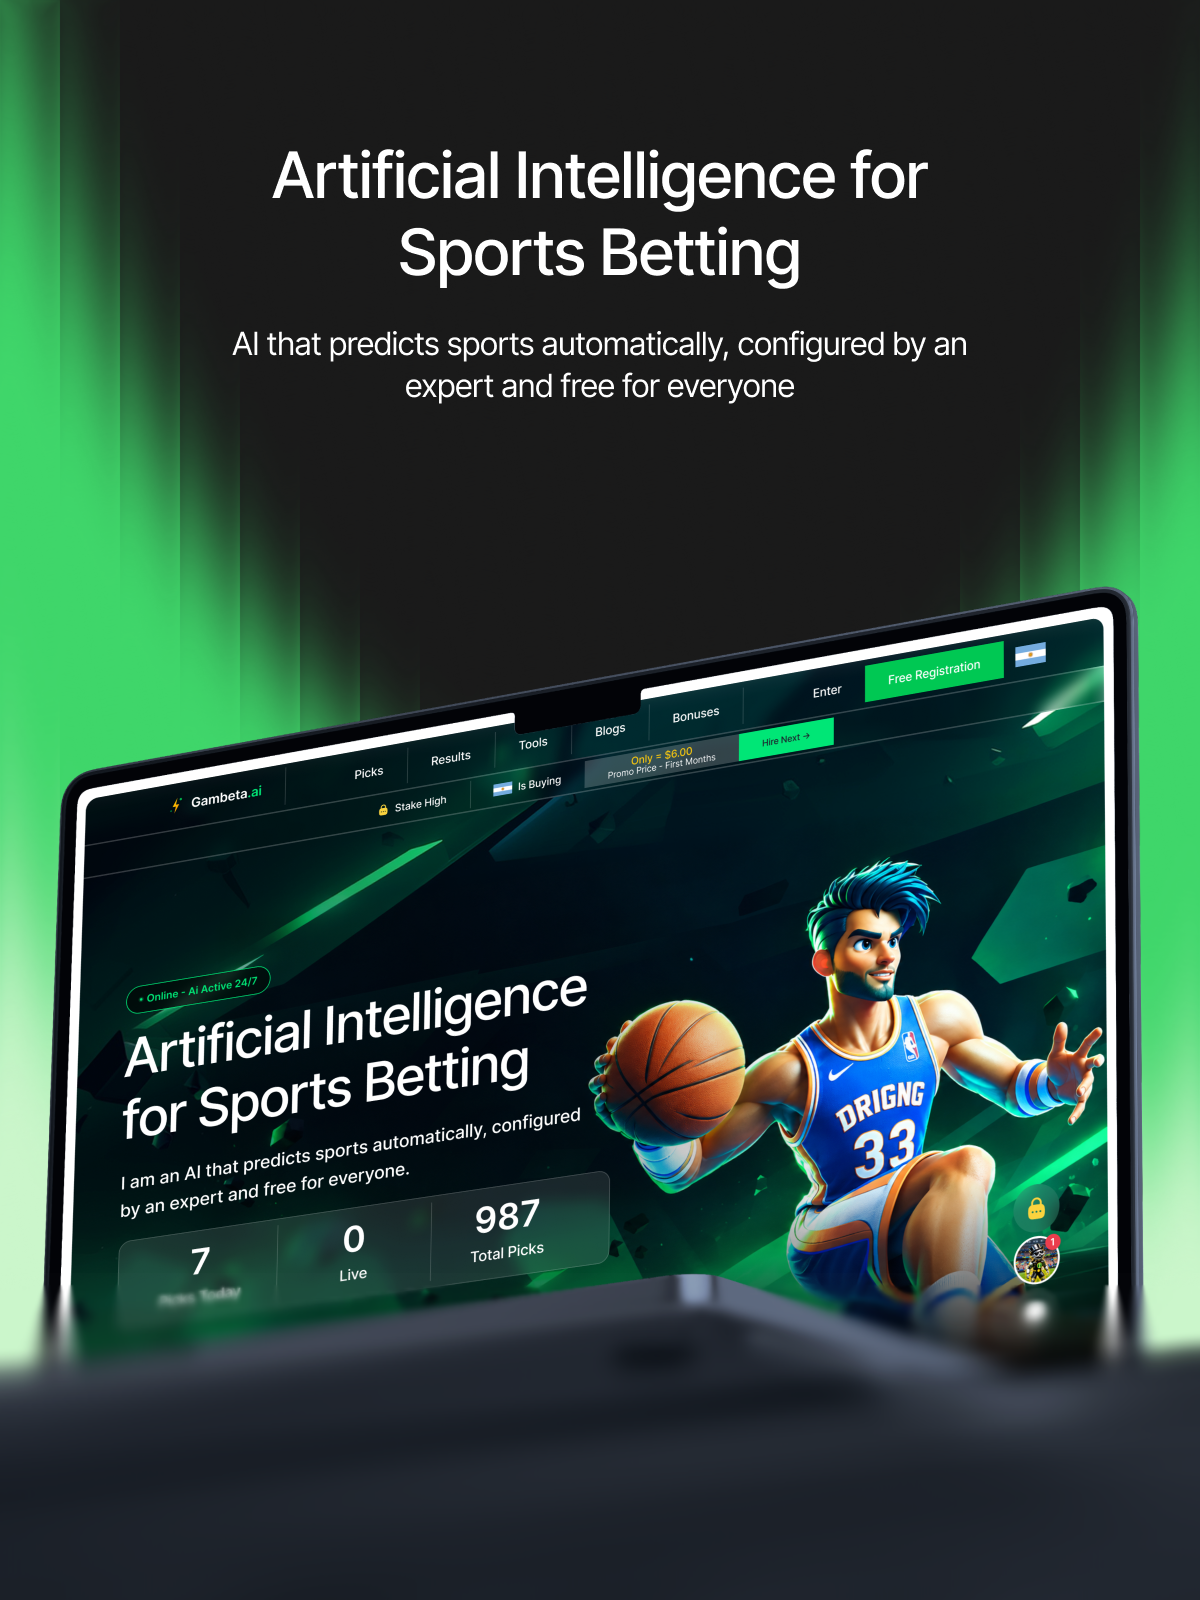 Artificial Intelligence for
Sports Betting
AI that predicts sports automatically, configured by an
expert and free for everyone
Gambeta.ai
Picks
Results
Tools
Blogs
Bonuses
Enter
Free Registration
Stake High
Is Buying
Only = $6.00
Promo Price - First Months
Hire Next →
• Online - Ai Active 24/7
Artificial Intelligence
for Sports Betting
I am an AI that predicts sports automatically, configured
by an expert and free for everyone.
7
Picks Today
0
Live
987
Total Picks
DRIGNG
33
1